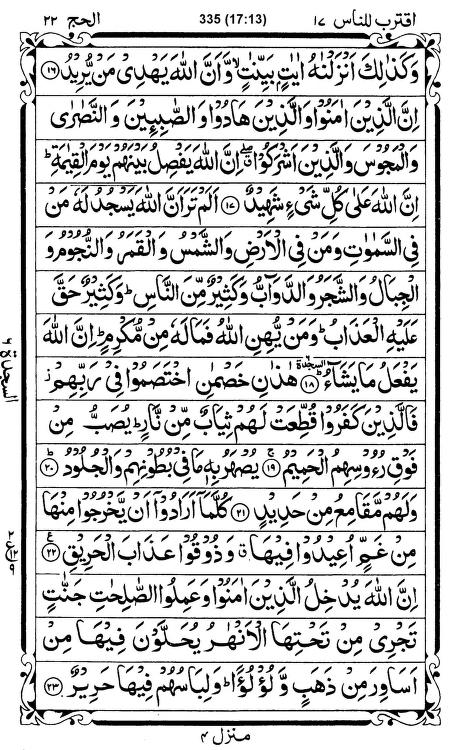 اقترب للناس ١٧ 335 (17:13) الحج ٢٢
وَكَذٰلِكَ اَنْزَلْنٰهُ اٰيٰتٍۭ بَيِّنٰتٍ ۙ وَّاَنَّ اللّٰهَ يَهْدِيْ مَنْ يُّرِيْدُ ﴿١٦﴾
اِنَّ الَّذِيْنَ اٰمَنُوْا وَالَّذِيْنَ هَادُوْا وَالصّٰبِـِٕيْنَ وَالنَّصٰرٰى
وَالْمَجُوْسَ وَالَّذِيْنَ اَشْرَكُوْۤا ۖ اِنَّ اللّٰهَ يَفْصِلُ بَيْنَهُمْ يَوْمَ الْقِيٰمَةِ ؕ
اِنَّ اللّٰهَ عَلٰى كُلِّ شَيْءٍ شَهِيْدٌ ﴿١٧﴾ اَلَمْ تَرَ اَنَّ اللّٰهَ يَسْجُدُ لَهٗ مَنْ
فِي السَّمٰوٰتِ وَمَنْ فِي الْاَرْضِ وَالشَّمْسُ وَالْقَمَرُ وَالنُّجُوْمُ وَ
الْجِبَالُ وَالشَّجَرُ وَالدَّوَآبُّ وَكَثِيْرٌ مِّنَ النَّاسِ ؕ وَكَثِيْرٌ حَقَّ
عَلَيْهِ الْعَذَابُ ؕ وَمَنْ يُّهِنِ اللّٰهُ فَمَا لَهٗ مِنْ مُّكْرِمٍ ؕ اِنَّ اللّٰهَ
يَفْعَلُ مَا يَشَآءُ ؕ السجدة ﴿١٨﴾ هٰذٰنِ خَصْمٰنِ اخْتَصَمُوْا فِيْ رَبِّهِمْ ز
فَالَّذِيْنَ كَفَرُوْا قُطِّعَتْ لَهُمْ ثِيَابٌ مِّنْ نَّارٍ ؕ يُصَبُّ مِنْ
فَوْقِ رُءُوْسِهِمُ الْحَمِيْمُ ۚ ﴿١٩﴾ يُصْهَرُ بِهٖ مَا فِيْ بُطُوْنِهِمْ وَالْجُلُوْدُ ؕ ﴿٢٠﴾
وَلَهُمْ مَّقَامِعُ مِنْ حَدِيْدٍ ﴿٢١﴾ كُلَّمَاۤ اَرَادُوْۤا اَنْ يَّخْرُجُوْا مِنْهَا
مِنْ غَمٍّ اُعِيْدُوْا فِيْهَا ۗ وَذُوْقُوْا عَذَابَ الْحَرِيْقِ ﴿٢٢﴾ ع
اِنَّ اللّٰهَ يُدْخِلُ الَّذِيْنَ اٰمَنُوْا وَعَمِلُوا الصّٰلِحٰتِ جَنّٰتٍ
تَجْرِيْ مِنْ تَحْتِهَا الْاَنْهٰرُ يُحَلَّوْنَ فِيْهَا مِنْ
اَسَاوِرَ مِنْ ذَهَبٍ وَّلُؤْلُؤًا ؕ وَلِبَاسُهُمْ فِيْهَا حَرِيْرٌ ﴿٢٣﴾
السجدة ٦
منزل ٤